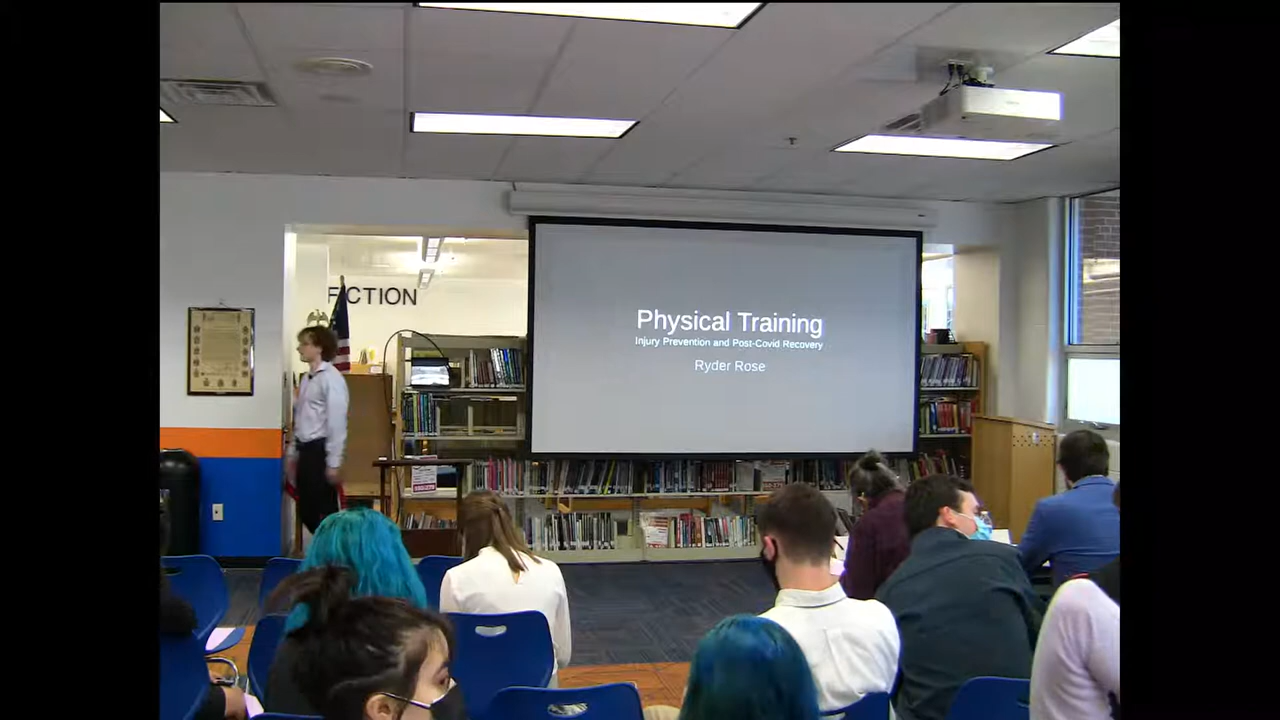 FICTION
Physical Training
Injury Prevention and Post-Covid Recovery
Ryder Rose